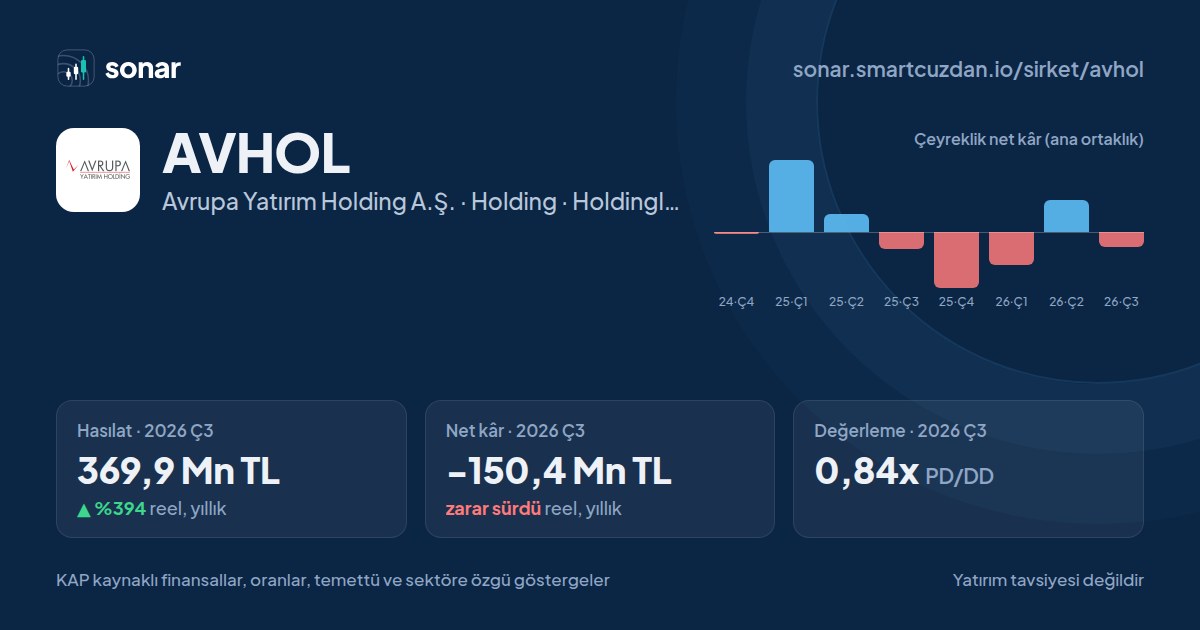 sonar
sonar.smartcuzdan.io/sirket/avhol
AVRUPA
YATIRIM HOLDING
AVHOL
Avrupa Yatırım Holding A.Ş. · Holding · Holdingl...
Çeyreklik net kâr (ana ortaklık)
24·Ç4 25·Ç1 25·Ç2 25·Ç3 25·Ç4 26·Ç1 26·Ç2 26·Ç3
Hasılat · 2026 Ç3
369,9 Mn TL
▲ %394 reel, yıllık
Net kâr · 2026 Ç3
−150,4 Mn TL
zarar sürdü reel, yıllık
Değerleme · 2026 Ç3
0,84x PD/DD
KAP kaynaklı finansallar, oranlar, temettü ve sektöre özgü göstergeler
Yatırım tavsiyesi değildir